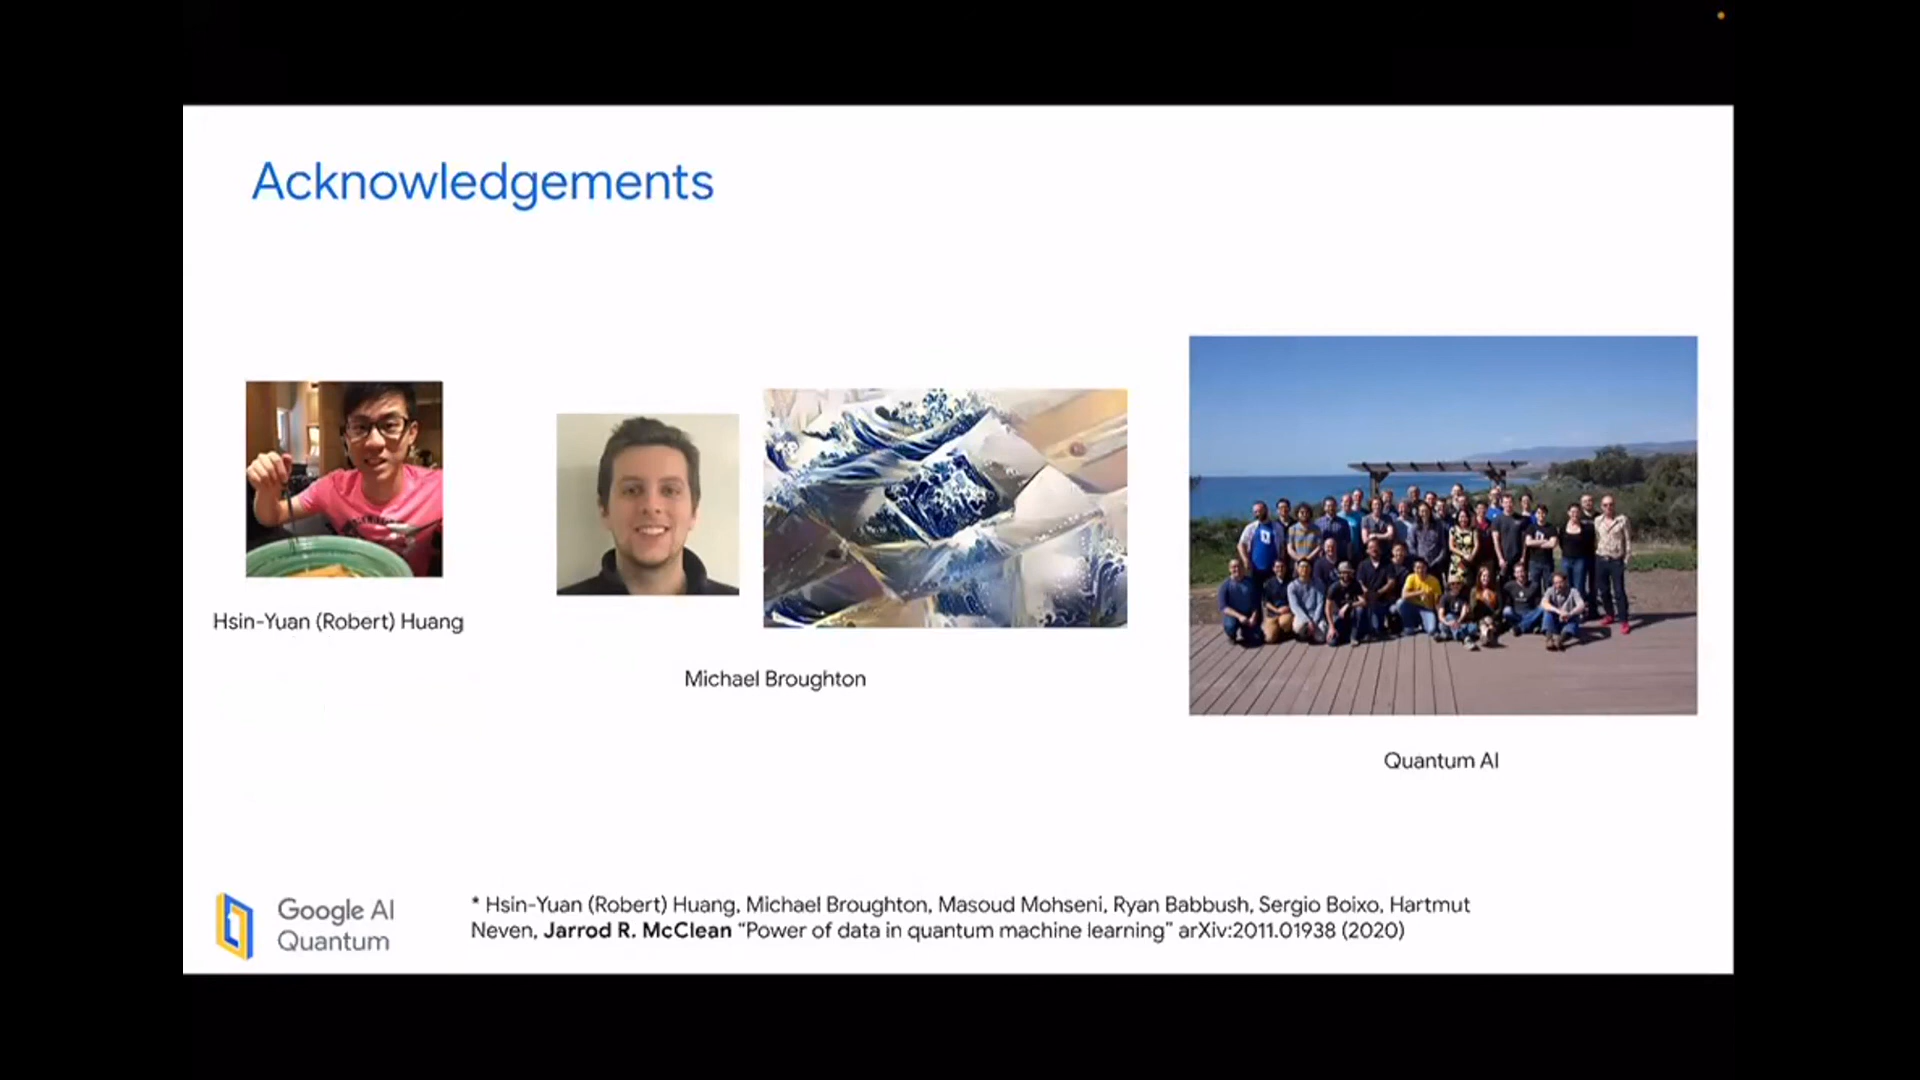 Acknowledgements
Hsin-Yuan (Robert) Huang
Michael Broughton
Quantum AI
Google AI
Quantum
* Hsin-Yuan (Robert) Huang, Michael Broughton, Masoud Mohseni, Ryan Babbush, Sergio Boixo, Hartmut
Neven, Jarrod R. McClean “Power of data in quantum machine learning” arXiv:2011.01938 (2020)